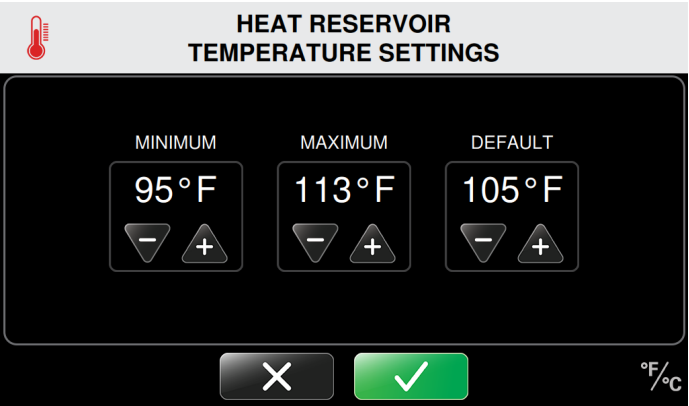 HEAT RESERVOIR
TEMPERATURE SETTINGS
MINIMUM MAXIMUM DEFAULT
95°F 113°F 105°F
− + − + − +
°F/°C